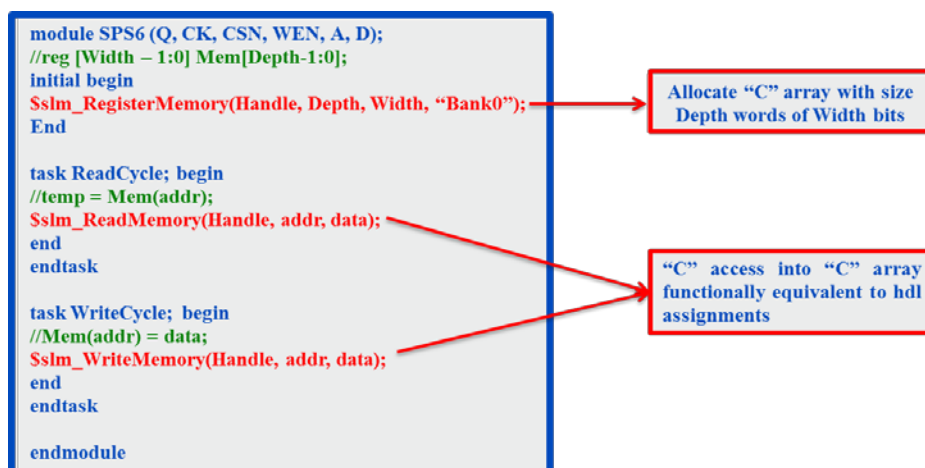 module SPS6 (Q, CK, CSN, WEN, A, D);
//reg [Width – 1:0] Mem[Depth-1:0];
initial begin
$slm_RegisterMemory(Handle, Depth, Width, “Bank0”);
End
task ReadCycle; begin
//temp = Mem(addr);
$slm_ReadMemory(Handle, addr, data);
end
endtask
task WriteCycle; begin
//Mem(addr) = data;
$slm_WriteMemory(Handle, addr, data);
end
endtask
endmodule
Allocate “C” array with size
Depth words of Width bits
“C” access into “C” array
functionally equivalent to hdl
assignments